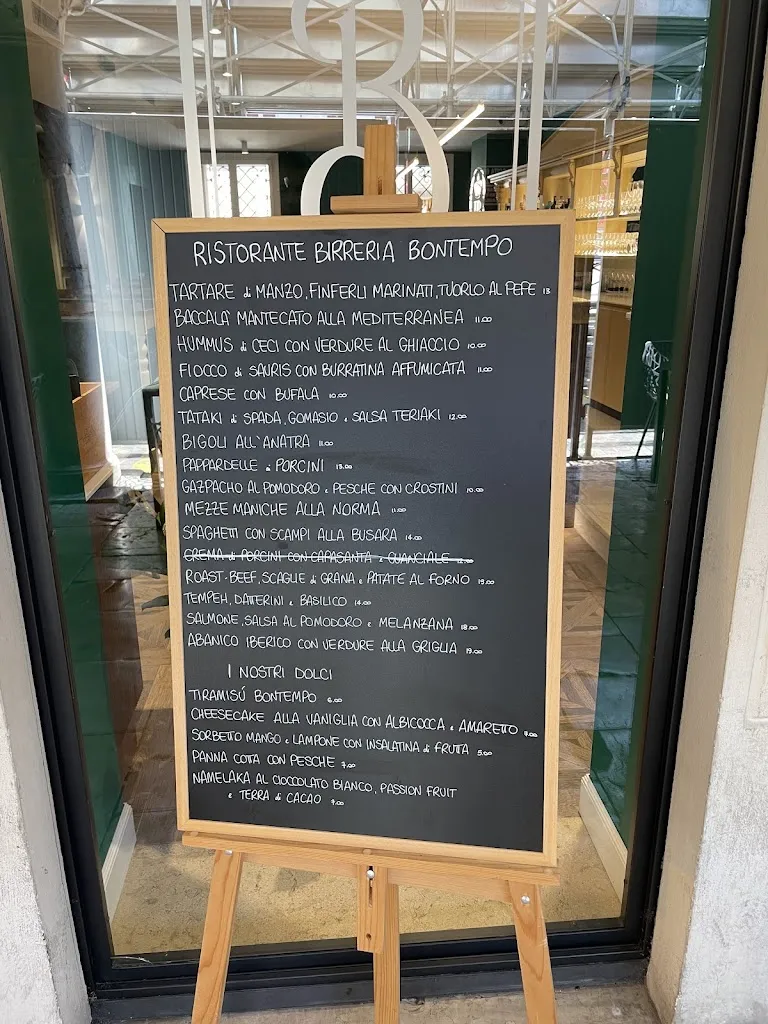 B
RISTORANTE BIRRERIA BONTEMPO
TARTARE di MANZO, FINFERLI MARINATI, TUORLO AL PEPE 13
BACCALA' MANTECATO ALLA MEDITERRANEA 11.00
HUMMUS di CECI CON VERDURE AL GHIACCIO 10.00
FIOCCO di SAURIS CON BURRATINA AFFUMICATA 11.00
CAPRESE CON BUFALA 10.00
TATAKI di SPADA, GOMASIO e SALSA TERIAKI 12.00
BIGOLI ALL'ANATRA 11.00
PAPPARDELLE ai PORCINI 13.00
GAZPACHO AL POMODORO e PESCHE CON CROSTINI 10.00
MEZZE MANICHE ALLA NORMA 11.00
SPAGHETTI CON SCAMPI ALLA BUSARA 14.00
CREMA di PORCINI CON CAPASANTA e GUANCIALE 12.00
ROAST-BEEF, SCAGLIE di GRANA e PATATE AL FORNO 15.00
TEMPEH, DATTERINI e BASILICO 14.00
SALMONE, SALSA AL POMODORO e MELANZANA 18.00
ABANICO IBERICO CON VERDURE ALLA GRIGLIA 19.00
I NOSTRI DOLCI
TIRAMISÚ BONTEMPO 6.00
CHEESECAKE ALLA VANIGLIA CON ALBICOCCA e AMARETTO 7.00
SORBETTO MANGO e LAMPONE CON INSALATINA di FRUTTA 5.00
PANNA COTTA CON PESCHE 7.00
NAMELAKA AL CIOCCOLATO BIANCO, PASSION FRUIT
e TERRA di CACAO 7.00